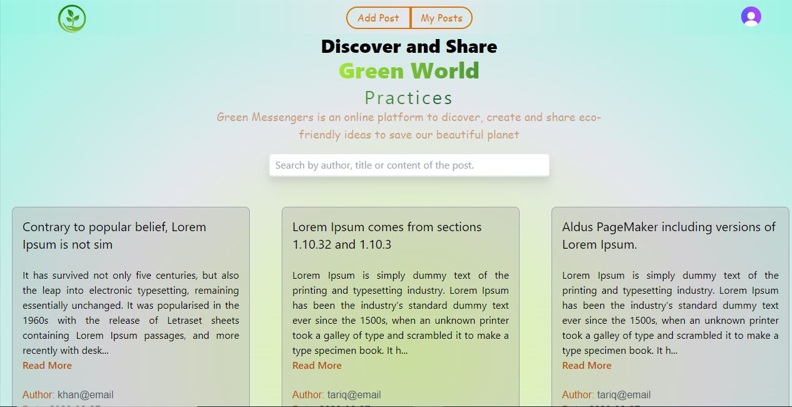 Add Post My Posts
Discover and Share
Green World
Practices
Green Messengers is an online platform to dicover, create and share eco-
friendly ideas to save our beautiful planet
Search by author, title or content of the post.
Contrary to popular belief, Lorem
Ipsum is not sim
It has survived not only five centuries, but also
the leap into electronic typesetting, remaining
essentially unchanged. It was popularised in the
1960s with the release of Letraset sheets
containing Lorem Ipsum passages, and more
recently with desk...
Read More
Author: khan@email
Lorem Ipsum comes from sections
1.10.32 and 1.10.3
Lorem Ipsum is simply dummy text of the
printing and typesetting industry. Lorem Ipsum
has been the industry's standard dummy text
ever since the 1500s, when an unknown printer
took a galley of type and scrambled it to make a
type specimen book. It h...
Read More
Author: tariq@email
Aldus PageMaker including versions of
Lorem Ipsum.
Lorem Ipsum is simply dummy text of the
printing and typesetting industry. Lorem Ipsum
has been the industry's standard dummy text
ever since the 1500s, when an unknown printer
took a galley of type and scrambled it to make a
type specimen book. It h...
Read More
Author: tariq@email